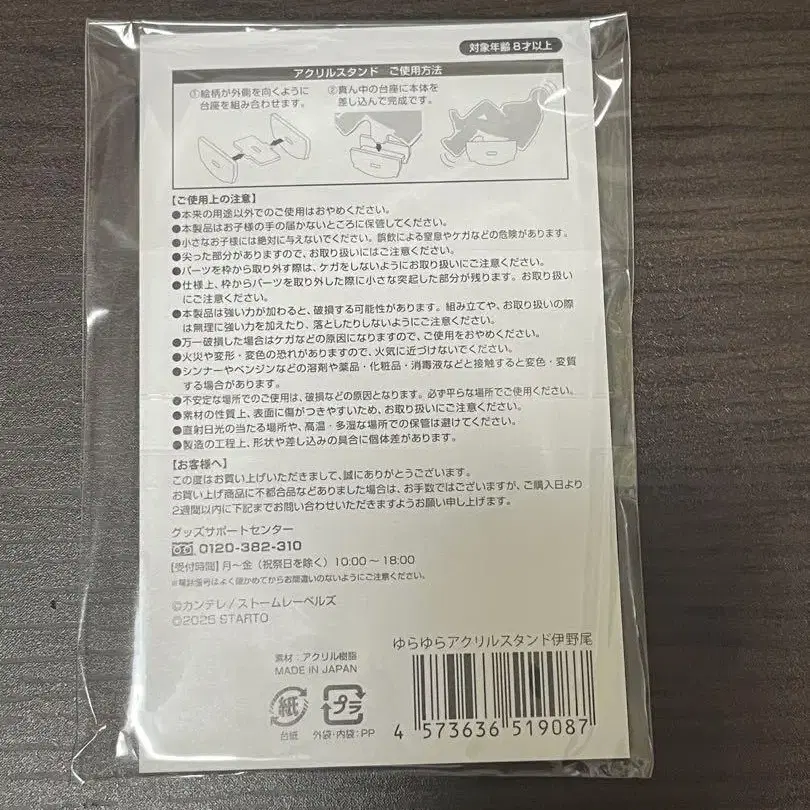 対象年齢8才以上
アクリルスタンド ご使用方法
①絵柄が外側を向くように
台座を組み合わせます。
②真ん中の台座に本体を
差し込んで完成です。
【ご使用上の注意】
●本来の用途以外でのご使用はおやめください。
●本製品はお子様の手の届かないところに保管してください。
●小さなお子様には絶対に与えないでください。誤飲による窒息やケガなどの危険があります。
●尖った部分がありますので、お取り扱いにはご注意ください。
●パーツを枠から取り外す際は、ケガをしないようにお取り扱いにご注意ください。
●仕様上、枠からパーツを取り外した際に小さな突起した部分が残ります。お取り扱い
にご注意ください。
●本製品は強い力が加わると、破損する可能性があります。組み立てや、お取り扱いの際
は無理に強い力を加えたり、落としたりしないようにご注意ください。
●万一破損した場合はケガなどの原因になりますので、ご使用をおやめください。
●火災や変形・変色の恐れがありますので、火気に近づけないでください。
●シンナーやベンジンなどの溶剤や薬品・化粧品・消毒液などと接触すると変色・変質
する場合があります。
●不安定な場所でのご使用は、破損などの原因となります。必ず平らな場所でご使用ください。
●素材の性質上、表面に傷がつきやすいため、お取り扱いにご注意ください。
●直射日光の当たる場所や、高温・多湿な場所での保管は避けてください。
●製造の工程上、形状や差し込みの具合に個体差があります。
【お客様へ】
この度はお買い上げいただきまして、誠にありがとうございます。
お買い上げ商品に不都合品などありました場合は、お手数ではございますが、ご購入日より
2週間以内に下記までお問い合わせいただきますようお願い申し上げます。
グッズサポートセンター
0120-382-310
【受付時間】月〜金(祝祭日を除く)10:00〜18:00
※電話番号はよく確かめてからお間違いのないようにご注意ください。
©カンテレ/ストームレーベルズ
©2025 STARTO
ゆらゆらアクリルスタンド伊野尾
素材:アクリル樹脂
MADE IN JAPAN
紙
プラ
台紙
外袋・内袋:PP
4 573636 519087